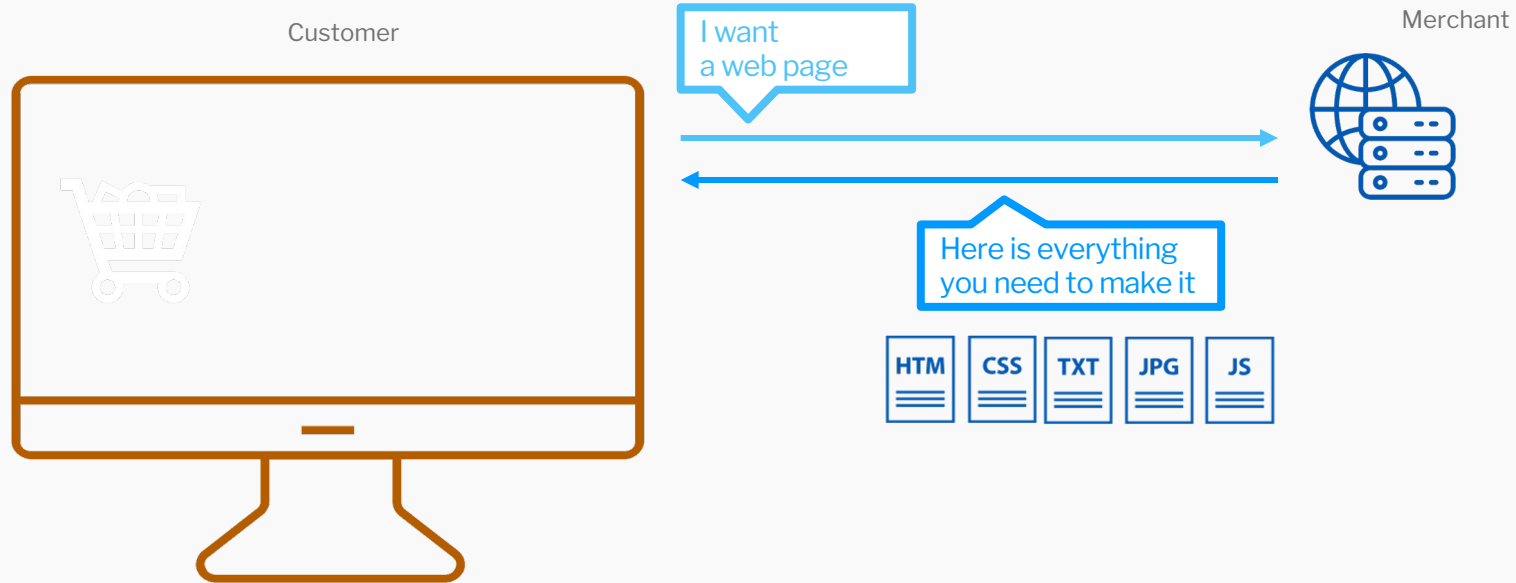 Customer
I want
a web page
Merchant
Here is everything
you need to make it
HTM
CSS
TXT
JPG
JS